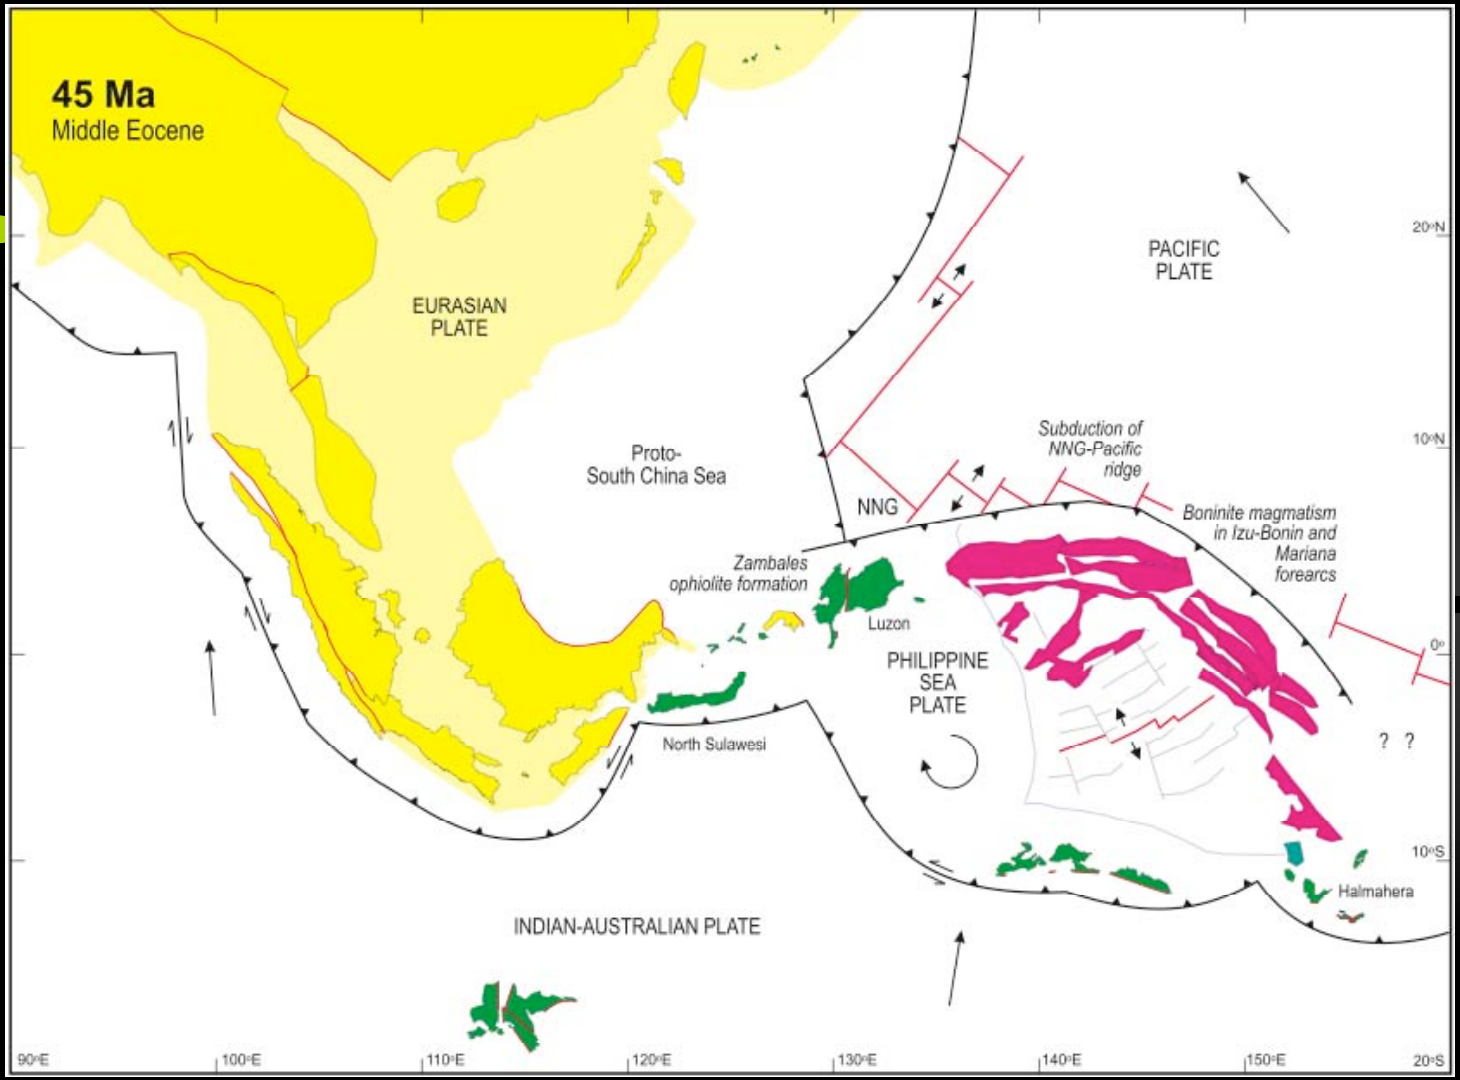 45 Ma
Middle Eocene
EURASIAN
PLATE
PACIFIC
PLATE
20°N
Proto-
South China Sea
Subduction of
NNG-Pacific
ridge
10°N
NNG
Boninite magmatism
in Izu-Bonin and
Mariana
forearcs
Zambales
ophiolite formation
Luzon
0°
PHILIPPINE
SEA
PLATE
North Sulawesi
? ?
10°S
Halmahera
INDIAN-AUSTRALIAN PLATE
90°E
100°E
110°E
120°E
130°E
140°E
150°E
20°S